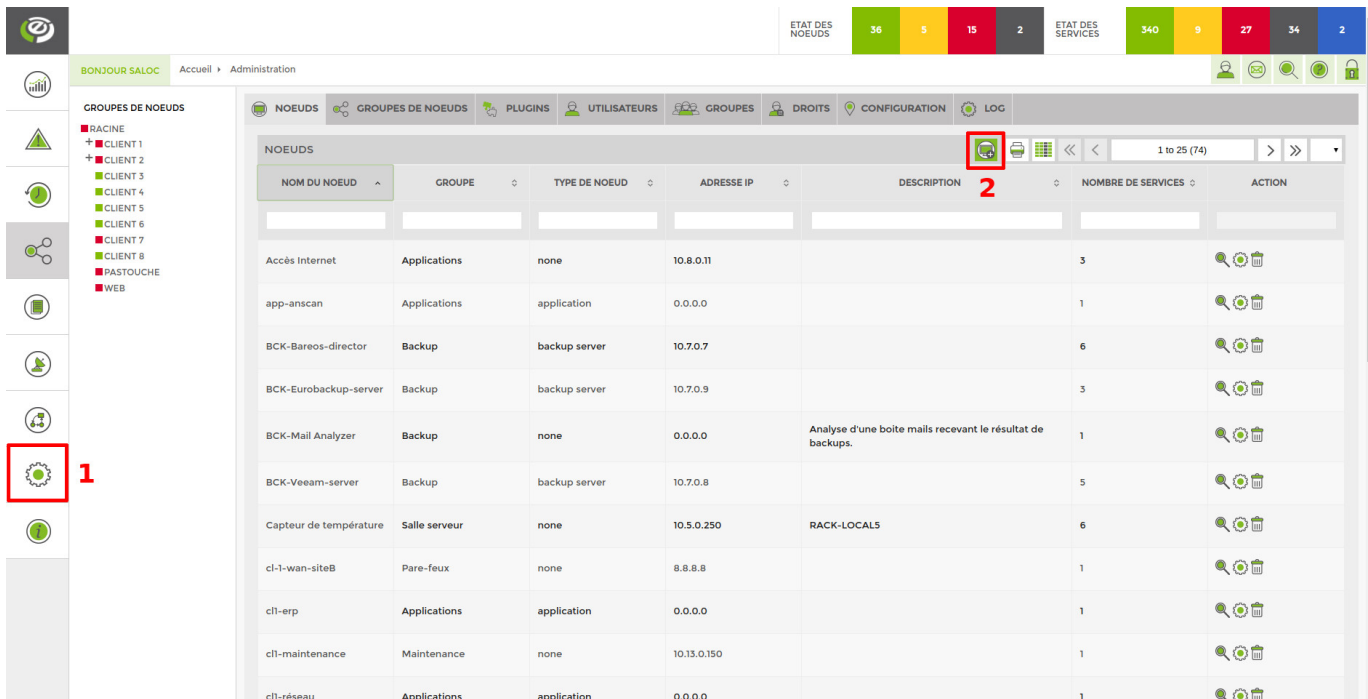 ETAT DES NOEUDS 36 5 15 2 ETAT DES SERVICES 340 9 27 34 2
BONJOUR SALOC Accueil Administration
GROUPES DE NOEUDS
RACINE
CLIENT 1
CLIENT 2
CLIENT 3
CLIENT 4
CLIENT 5
CLIENT 6
CLIENT 7
CLIENT 8
PASTOUCHE
WEB
1
NOEUDS GROUPES DE NOEUDS PLUGINS UTILISATEURS GROUPES DROITS CONFIGURATION LOG
NOEUDS 1 to 25 (74)
2
NOM DU NOEUD GROUPE TYPE DE NOEUD ADRESSE IP DESCRIPTION NOMBRE DE SERVICES ACTION
Accès Internet Applications none 10.8.0.11 3
app-anscan Applications application 0.0.0.0 1
BCK-Bareos-director Backup backup server 10.7.0.7 6
BCK-Eurobackup-server Backup backup server 10.7.0.9 3
BCK-Mail Analyzer Backup none 0.0.0.0 Analyse d'une boite mails recevant le résultat de backups. 1
BCK-Veeam-server Backup backup server 10.7.0.8 5
Capteur de température Salle serveur none 10.5.0.250 RACK-LOCAL5 6
cl-1-wan-siteB Pare-feux none 8.8.8.8 1
cl1-erp Applications application 0.0.0.0 1
cl1-maintenance Maintenance none 10.13.0.150 1
cl1-réseau Applications application 0.0.0.0 1